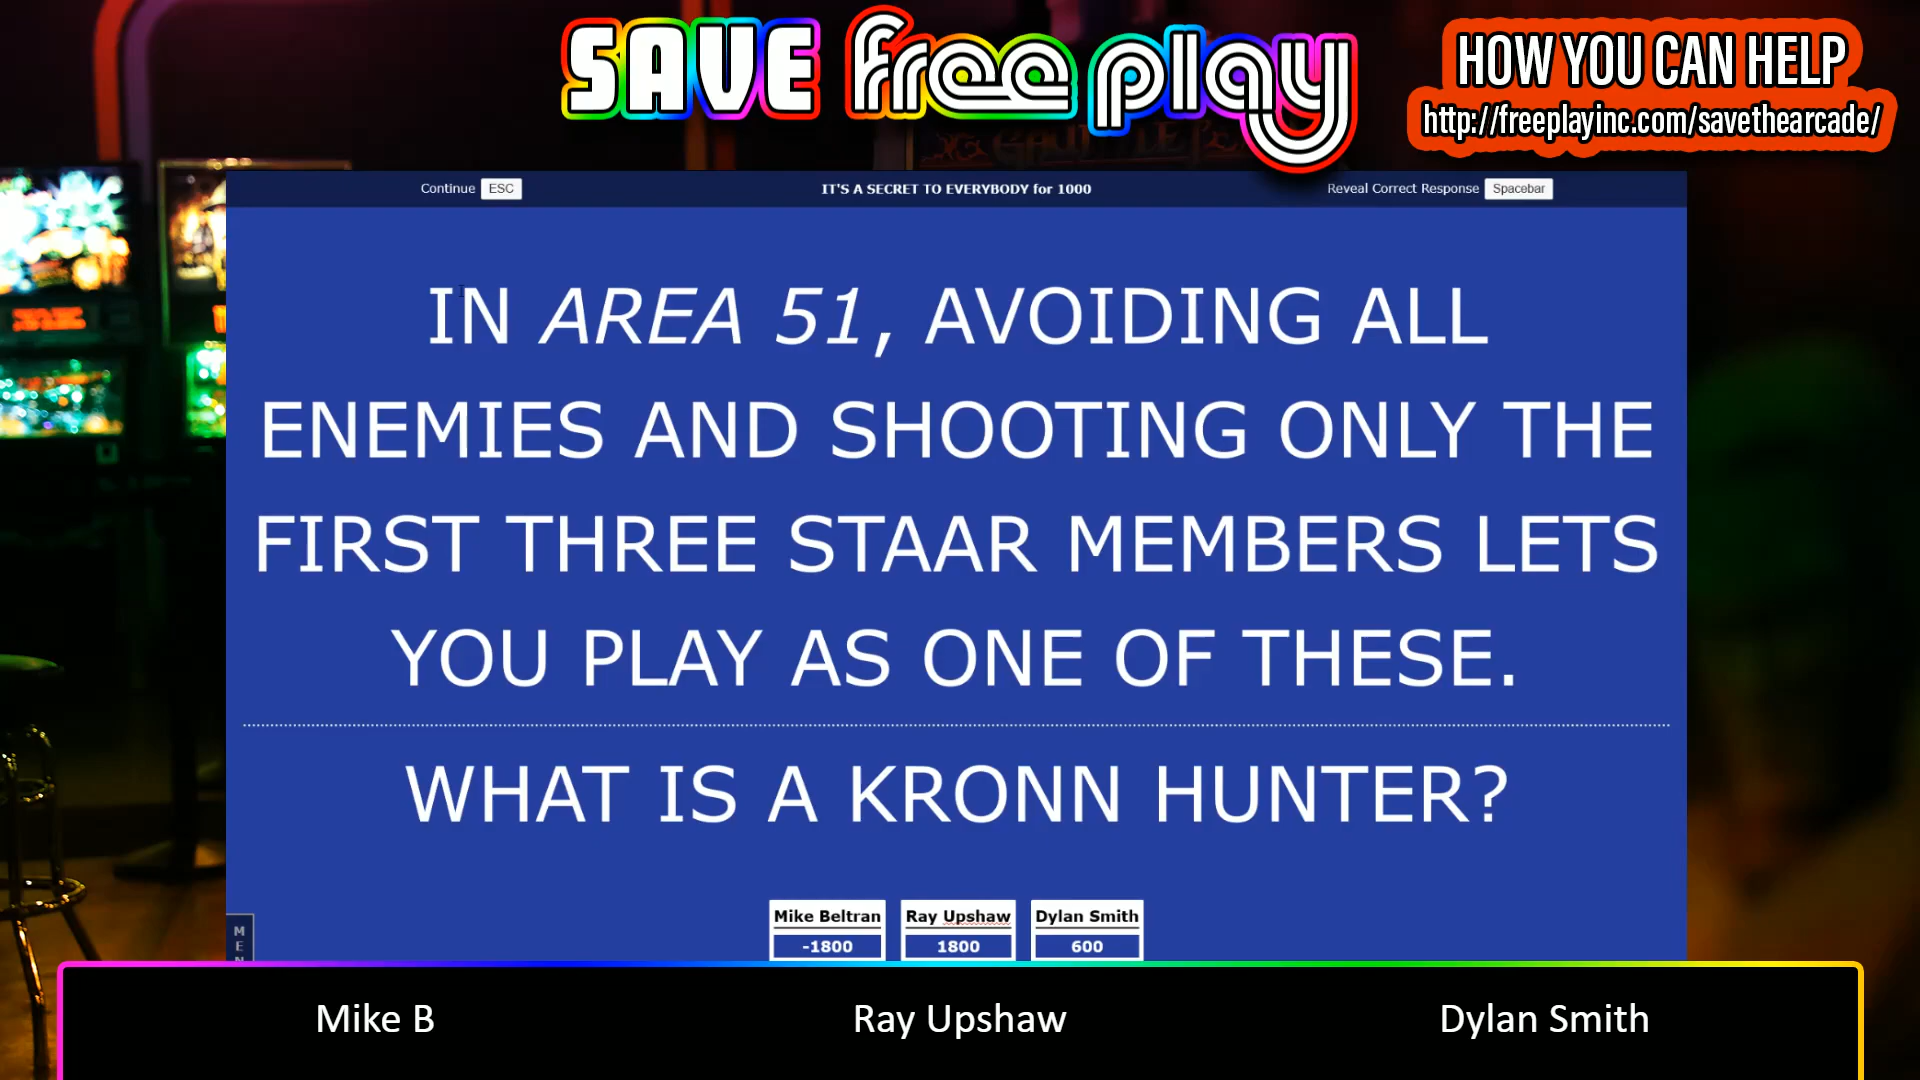 SAVE free play
HOW YOU CAN HELP
http://freeplayinc.com/savethearcade/
Continue ESC
IT'S A SECRET TO EVERYBODY for 1000
Reveal Correct Response Spacebar
IN AREA 51, AVOIDING ALL
ENEMIES AND SHOOTING ONLY THE
FIRST THREE STAAR MEMBERS LETS
YOU PLAY AS ONE OF THESE.
WHAT IS A KRONN HUNTER?
Mike Beltran Ray Upshaw Dylan Smith
-1800 1800 600
M
E
N
Mike B Ray Upshaw Dylan Smith